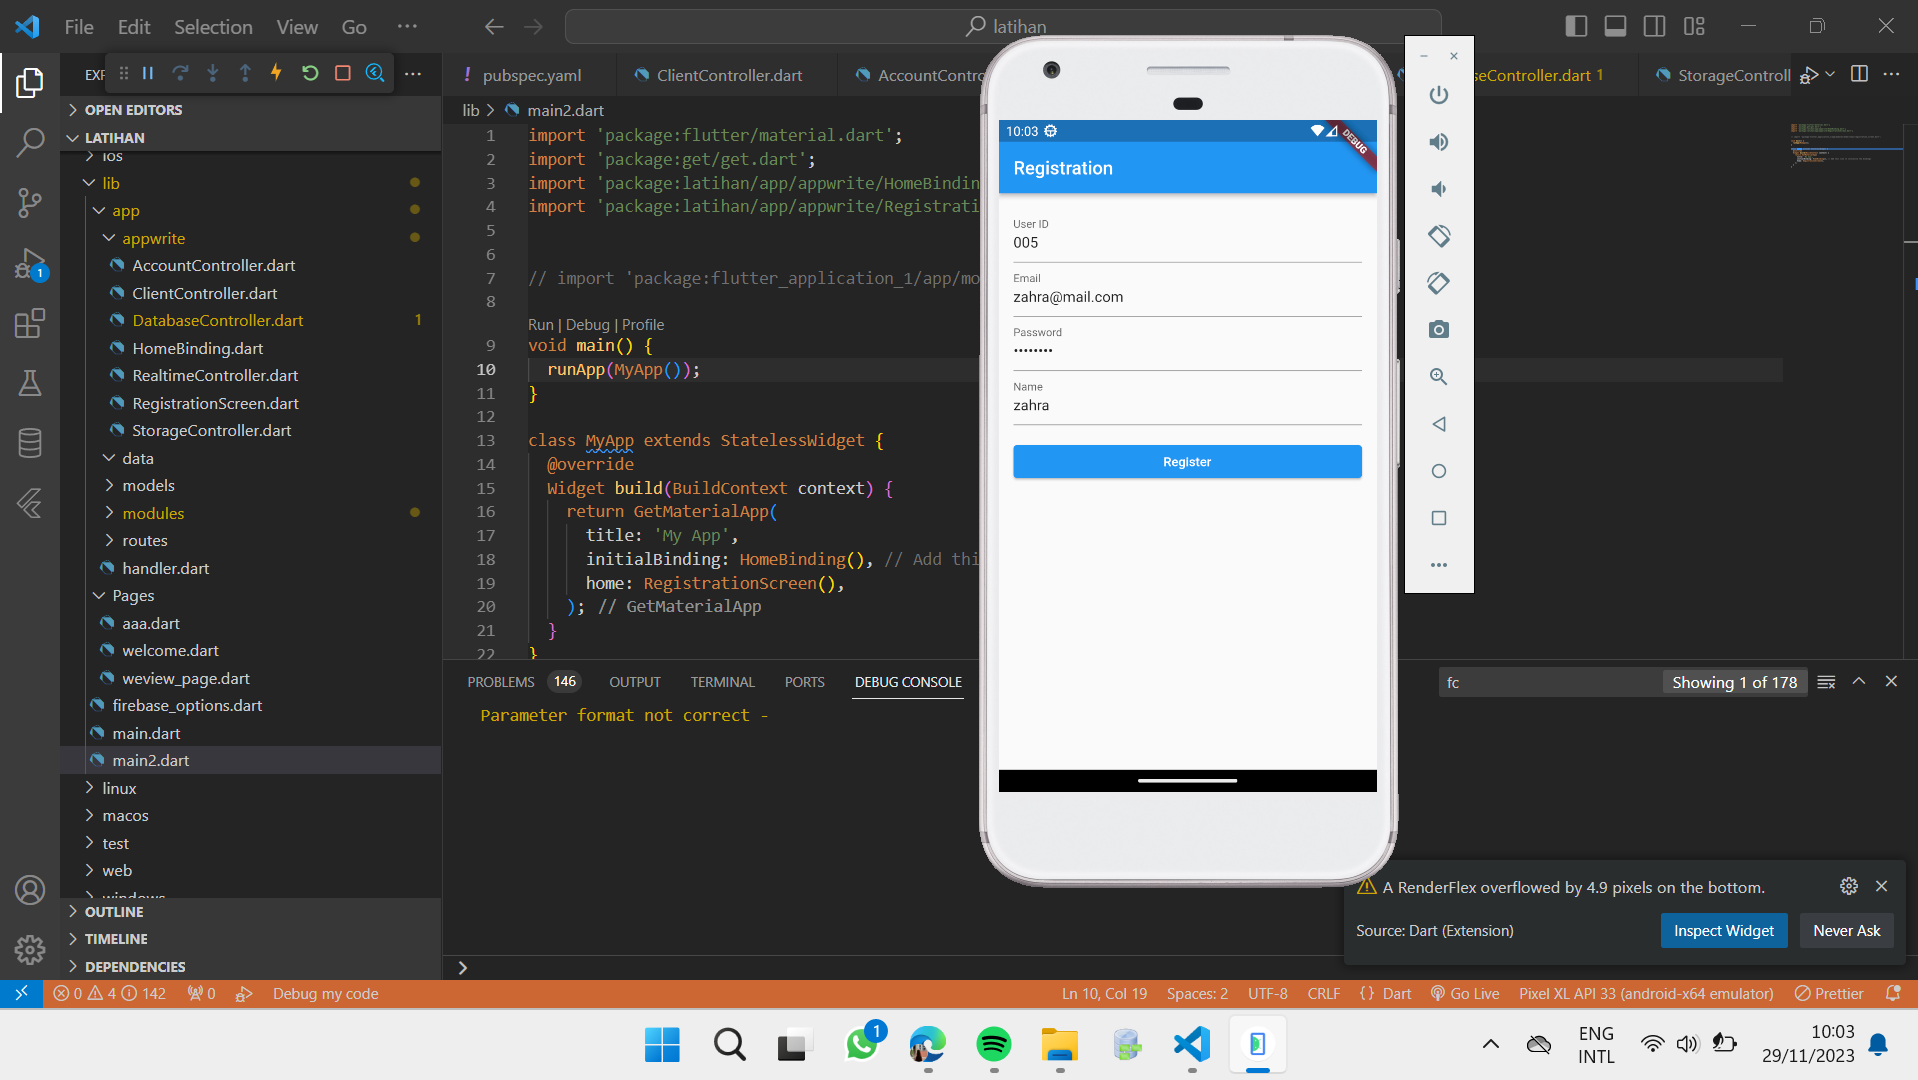 File Edit Selection View Go ···
latihan
EXF
pubspec.yaml
ClientController.dart
AccountContro
seController.dart 1
StorageControll
OPEN EDITORS
LATIHAN
ios
lib
app
appwrite
AccountController.dart
ClientController.dart
DatabaseController.dart 1
HomeBinding.dart
RealtimeController.dart
RegistrationScreen.dart
StorageController.dart
data
models
modules
routes
handler.dart
Pages
aaa.dart
welcome.dart
weview_page.dart
firebase_options.dart
main.dart
main2.dart
linux
macos
test
web
windows
OUTLINE
TIMELINE
DEPENDENCIES
1
lib > main2.dart
1 import 'package:flutter/material.dart';
2 import 'package:get/get.dart';
3 import 'package:latihan/app/appwrite/HomeBindin
4 import 'package:latihan/app/appwrite/Registrati
5
6
7 // import 'package:flutter_application_1/app/mo
8
Run | Debug | Profile
9 void main() {
10 runApp(MyApp());
11 }
12
13 class MyApp extends StatelessWidget {
14 @override
15 Widget build(BuildContext context) {
16 return GetMaterialApp(
17 title: 'My App',
18 initialBinding: HomeBinding(), // Add thi
19 home: RegistrationScreen(),
20 ); // GetMaterialApp
21 }
22 }
PROBLEMS 146 OUTPUT TERMINAL PORTS DEBUG CONSOLE
fc
Showing 1 of 178
Parameter format not correct -
10:03
DEBUG
Registration
User ID
005
Email
zahra@mail.com
Password
••••••••
Name
zahra
Register
A RenderFlex overflowed by 4.9 pixels on the bottom.
Source: Dart (Extension)
Inspect Widget
Never Ask
0 4 142 0 Debug my code
Ln 10, Col 19 Spaces: 2 UTF-8 CRLF {} Dart Go Live Pixel XL API 33 (android-x64 emulator) Prettier
1
ENG
INTL
10:03
29/11/2023